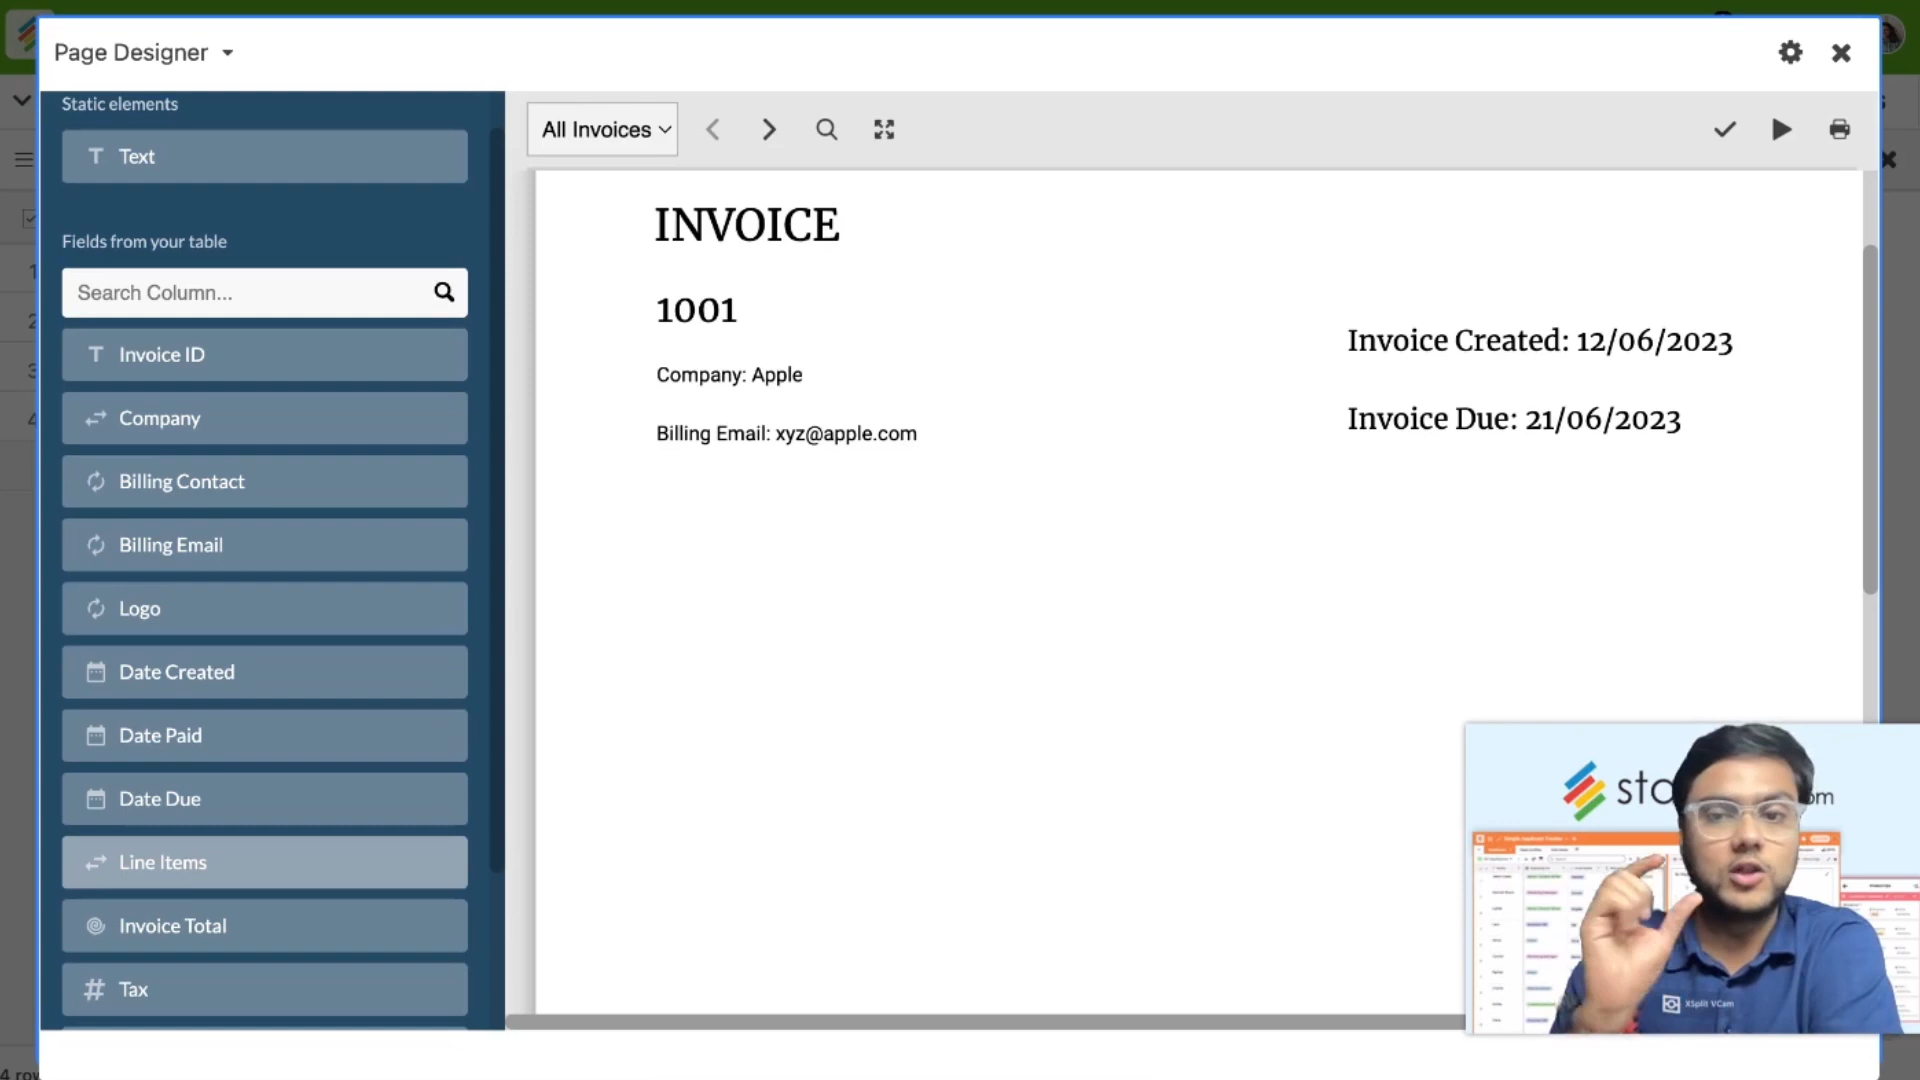 Page Designer
Static elements
Text
Fields from your table
Search Column...
Invoice ID
Company
Billing Contact
Billing Email
Logo
Date Created
Date Paid
Date Due
Line Items
Invoice Total
Tax
All Invoices
INVOICE
1001
Company: Apple
Billing Email: xyz@apple.com
Invoice Created: 12/06/2023
Invoice Due: 21/06/2023
XSplit VCam